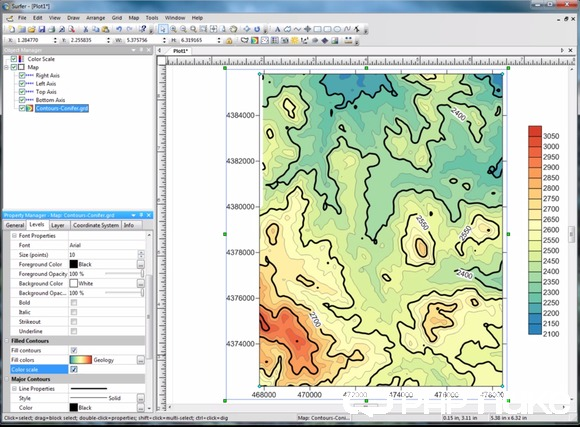 Surfer - [Plot1*]
File Edit View Draw Arrange Graticule Map Tools Window Help
X: 1.284770 Y: 2.255835 W: 5.375756 H: 6.319165
Object Manager
Color Scale
Map
Right Axis
Left Axis
Top Axis
Bottom Axis
Contours-Conifer.grd
Property Manager - Map: Contours-Conifer.grd
General Levels Layer Coordinate System Info
Font Properties
Font Arial
Size (points) 10
Foreground Color Black
Foreground Opacity 100 %
Background Color White
Background Opac... 100 %
Bold
Italic
Strikeout
Underline
Filled Contours
Fill contours
Fill colors Geology
Color scale
Major Contours
Line Properties
Style Solid
Color Black
Plot1*
4384000
4382000
4380000
4378000
4376000
4374000
468000 470000 472000 474000 476000
2400
2550
2550
2400
2700
3050
3000
2950
2900
2850
2800
2750
2700
2650
2600
2550
2500
2450
2400
2350
2300
2250
2200
2150
2100
Click=select; drag=block select; double-click=properties; shift+click=multi-select; ctrl+click=dig
Map: Contours-Coni...
0.15 in, 3.11 in
5.38 in x 6.32 in